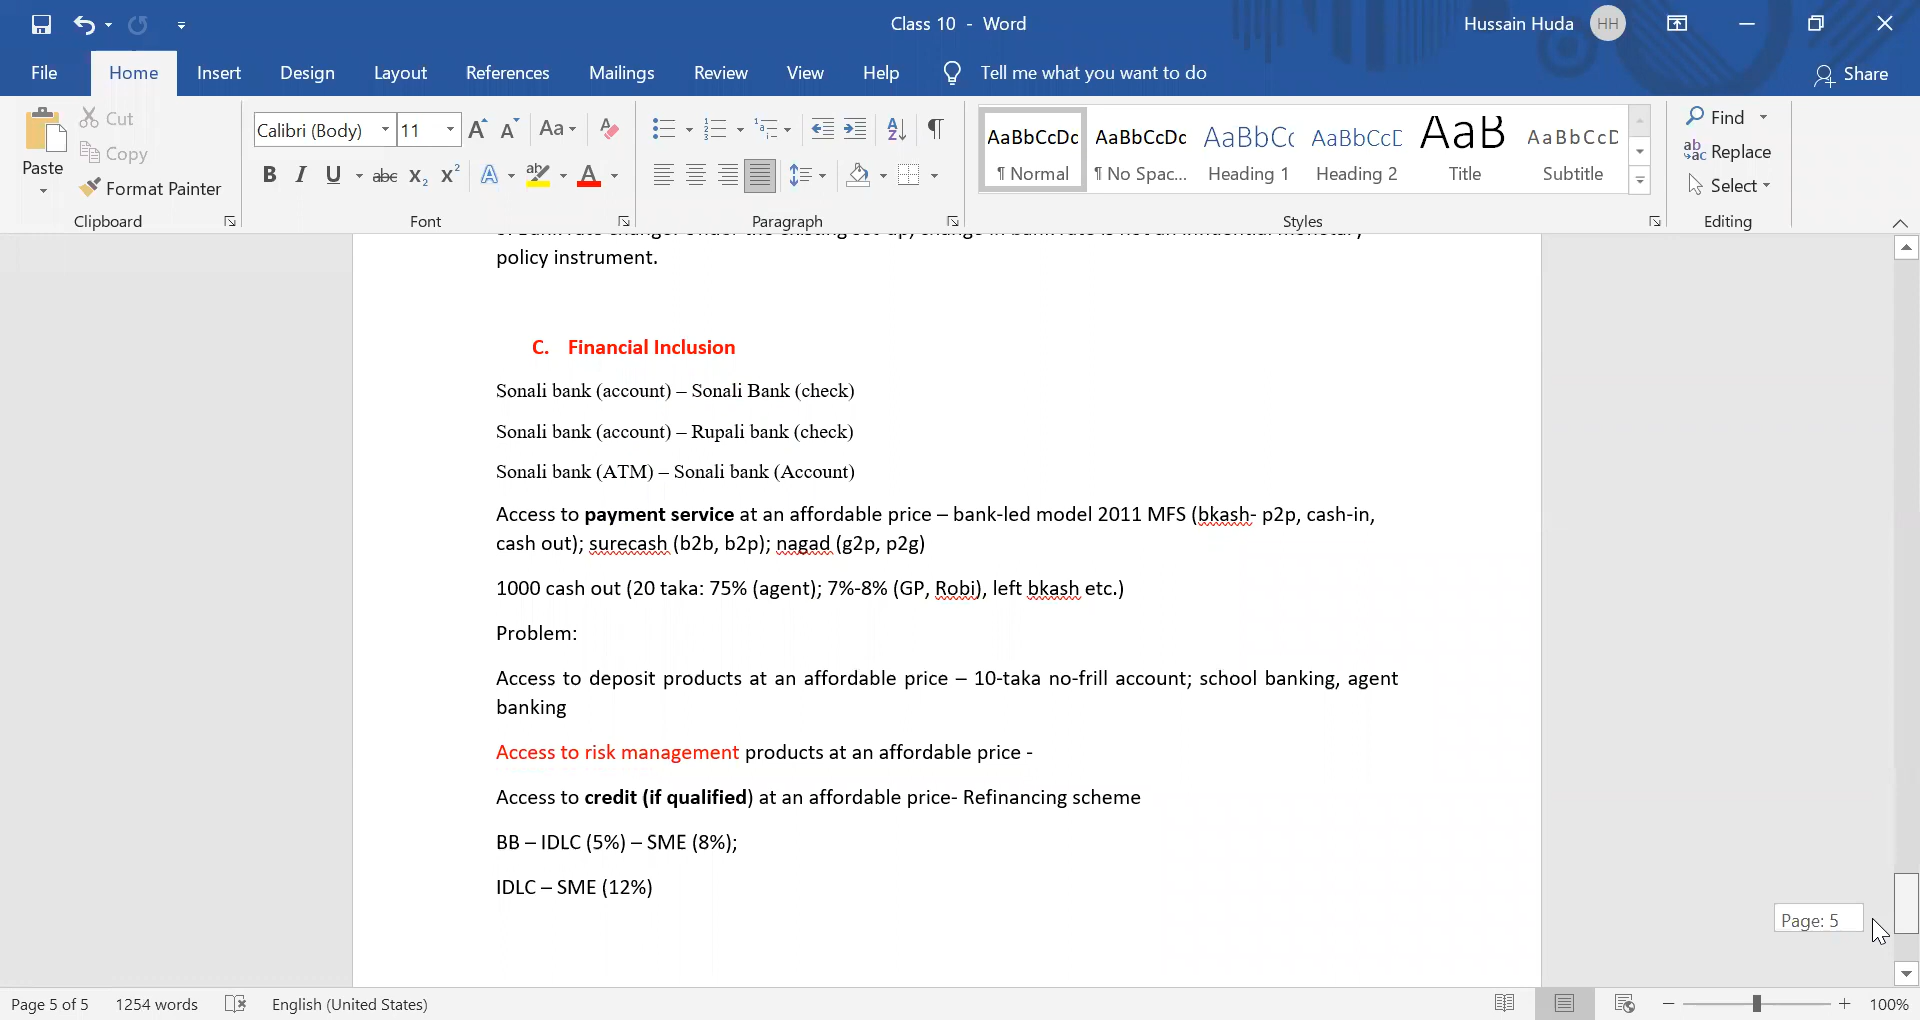 Class 10 - Word
Hussain Huda
HH
File
Home
Insert
Design
Layout
References
Mailings
Review
View
Help
Tell me what you want to do
Share
Paste
Cut
Copy
Format Painter
Clipboard
Calibri (Body)
11
Aa
B I U abc X₂ X² A A
Font
Paragraph
AaBbCcDc
¶ Normal
AaBbCcDc
¶ No Spac...
AaBbCc
Heading 1
AaBbCcD
Heading 2
AaB
Title
AaBbCcD
Subtitle
Styles
Find
Replace
Select
Editing
policy instrument.
C. Financial Inclusion
Sonali bank (account) – Sonali Bank (check)
Sonali bank (account) – Rupali bank (check)
Sonali bank (ATM) – Sonali bank (Account)
Access to payment service at an affordable price – bank-led model 2011 MFS (bkash- p2p, cash-in,
cash out); surecash (b2b, b2p); nagad (g2p, p2g)
1000 cash out (20 taka: 75% (agent); 7%-8% (GP, Robi), left bkash etc.)
Problem:
Access to deposit products at an affordable price – 10-taka no-frill account; school banking, agent
banking
Access to risk management products at an affordable price -
Access to credit (if qualified) at an affordable price- Refinancing scheme
BB – IDLC (5%) – SME (8%);
IDLC – SME (12%)
Page: 5
Page 5 of 5
1254 words
English (United States)
100%